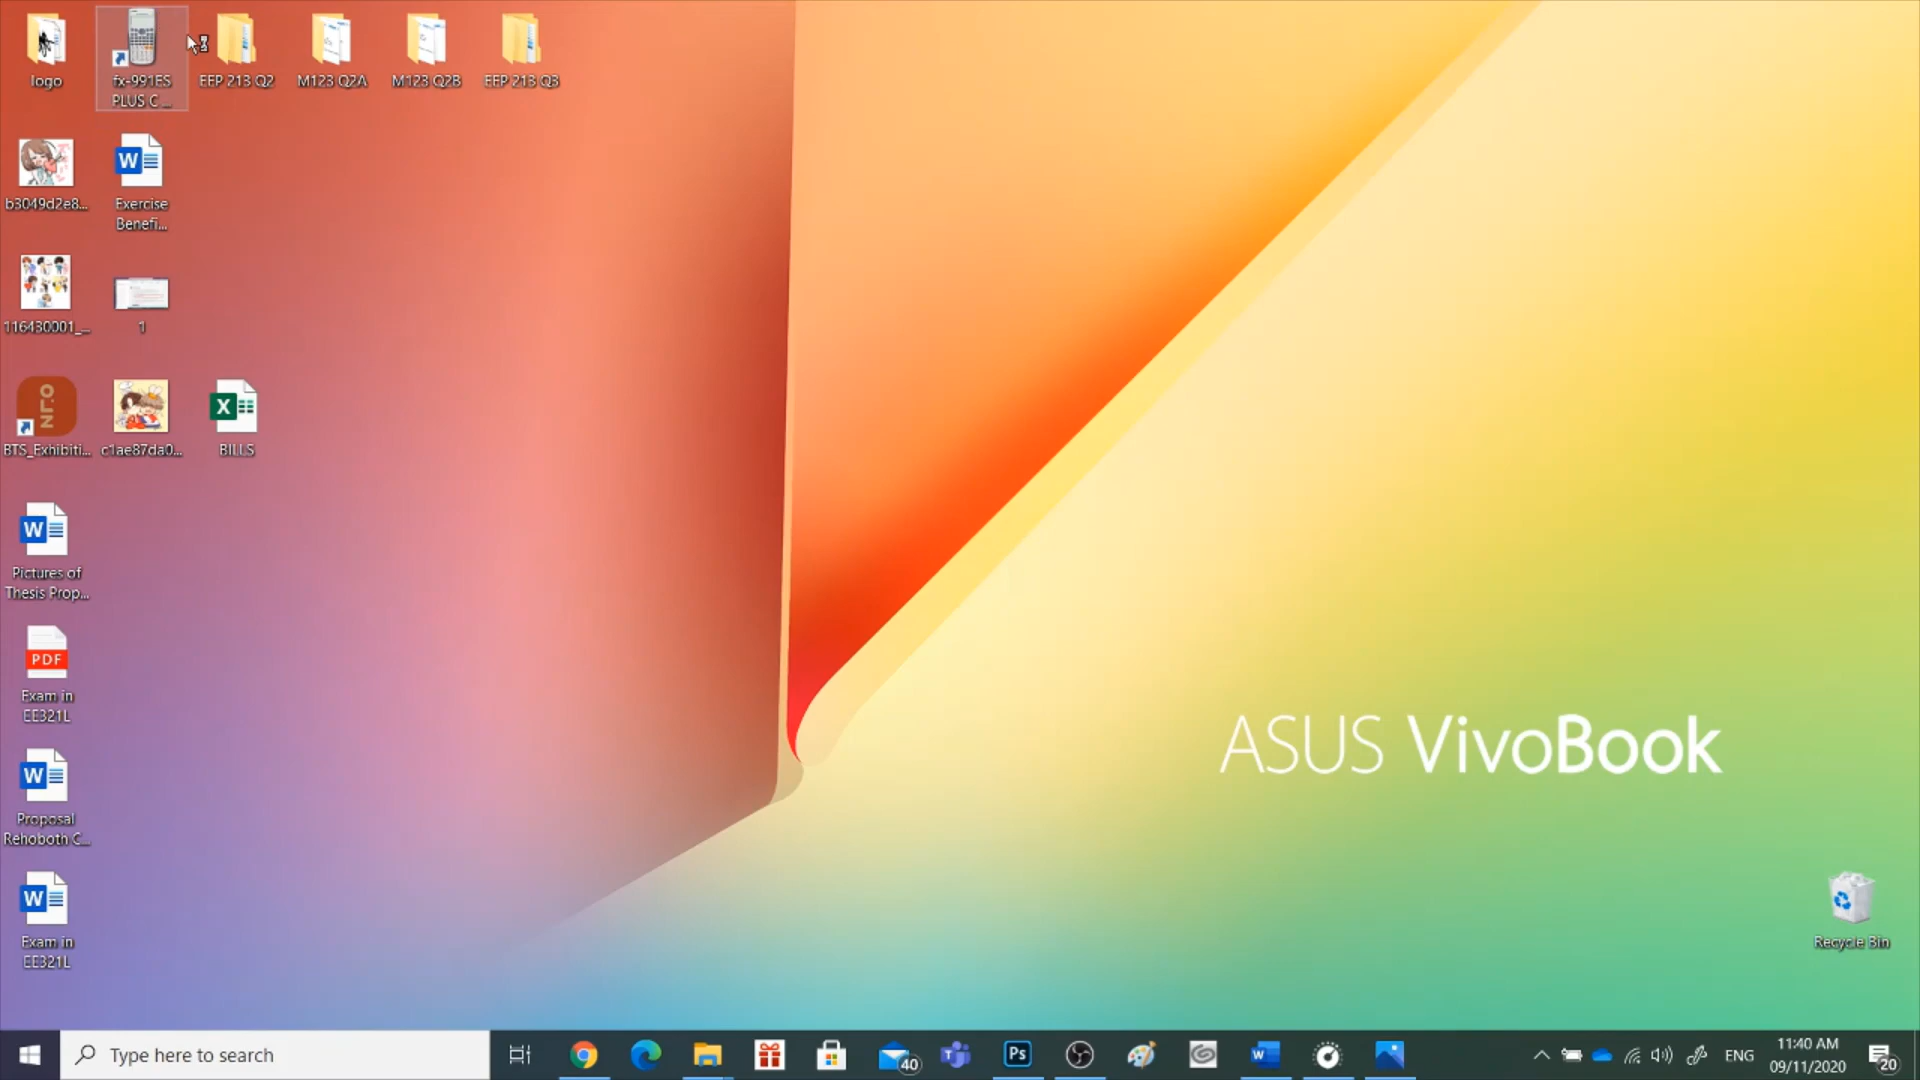 logo
fx-991ES
PLUS C ...
EEP 213 Q2
M123 Q2A
M123 Q2B
EEP 213 Q3
b3049d2e8...
W
Exercise
Benefi...
116430001_...
1
O.JN
BTS_Exhibiti...
c1ae87da0...
X
BILLS
W
Pictures of
Thesis Prop...
PDF
Exam in
EE321L
W
Proposal
Rehoboth C...
W
Exam in
EE321L
ASUS VivoBook
Recycle Bin
Type here to search
40
Ps
W
ENG
11:40 AM
09/11/2020
20